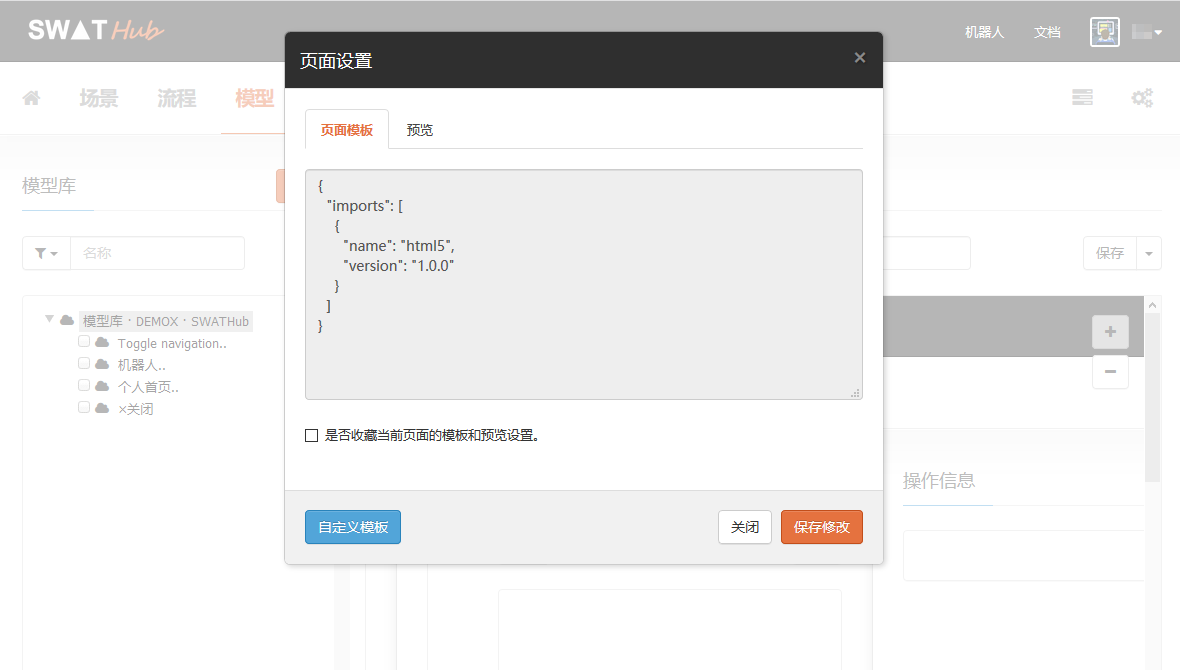 SWAT Hub
机器人 文档
页面设置 ×
场景 流程 模型
页面模板 预览
模型库
{
"imports": [
{
"name": "html5",
"version": "1.0.0"
}
]
}
名称
保存
模型库・DEMOX・SWATHub
Toggle navigation..
机器人..
个人首页..
×关闭
是否收藏当前页面的模板和预览设置。
操作信息
自定义模板 关闭 保存修改